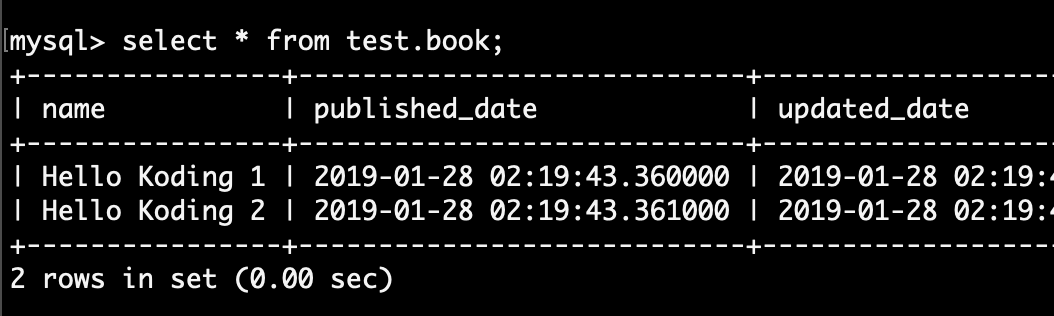 mysql> select * from test.book;
+----------------+----------------------------+------------------
| name           | published_date             | updated_date
+----------------+----------------------------+------------------
| Hello Koding 1 | 2019-01-28 02:19:43.360000 | 2019-01-28 02:19:4
| Hello Koding 2 | 2019-01-28 02:19:43.361000 | 2019-01-28 02:19:4
+----------------+----------------------------+------------------
2 rows in set (0.00 sec)